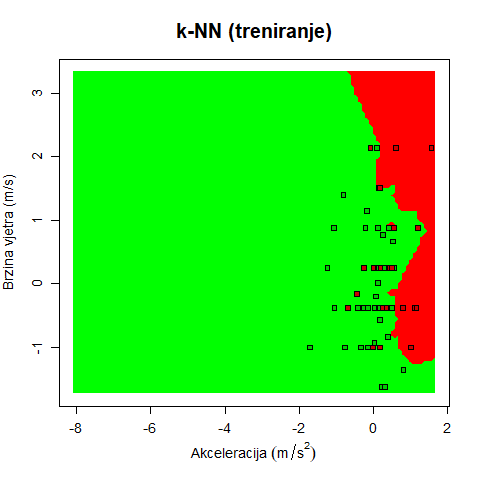 k-NN (treniranje)
Brzina vjetra (m/s)
3
2
1
0
-1
-8 -6 -4 -2 0 2
Akceleracija (m/s²)